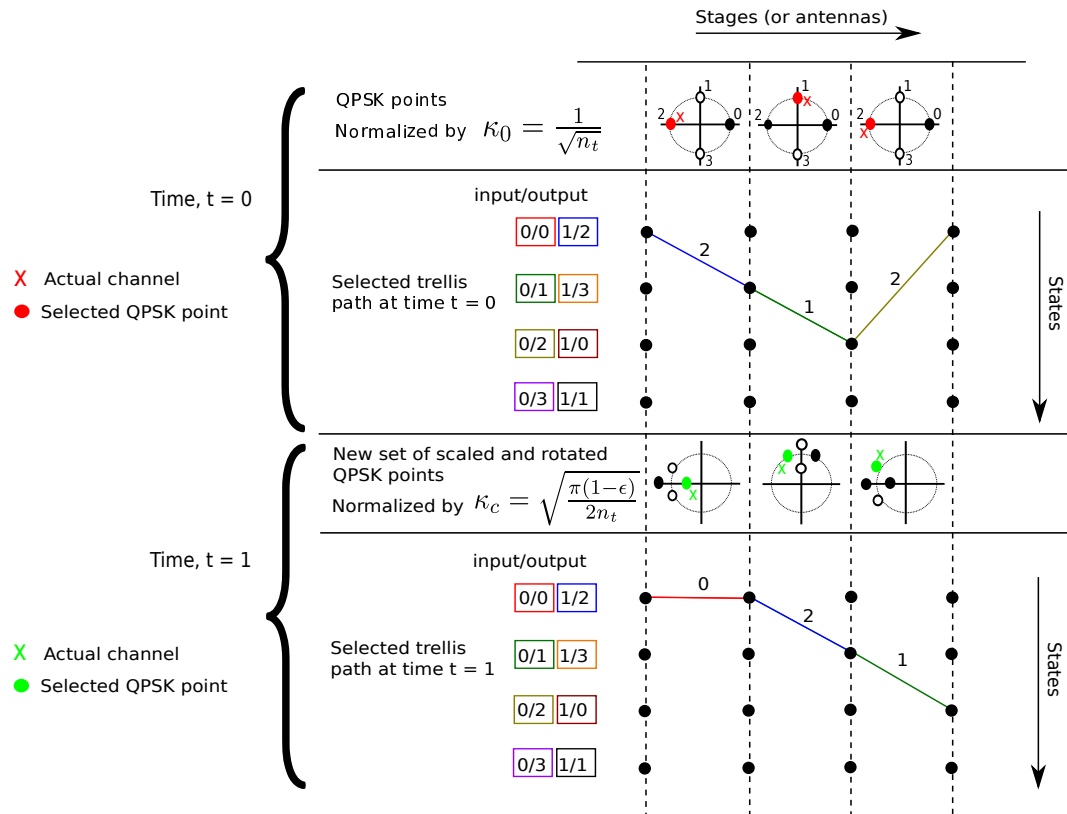 Stages (or antennas)
QPSK points
Normalized by κ₀ = 1/√nₜ
2 X 1 0 3
1 X 2 0 3
1 2 X 0 3
Time, t = 0
input/output
0/0 1/2
0/1 1/3
0/2 1/0
0/3 1/1
Selected trellis
path at time t = 0
2
1
2
States
X Actual channel
Selected QPSK point
New set of scaled and rotated
QPSK points
Normalized by κ_c = √(π(1−ϵ)/2nₜ)
X
X
X
Time, t = 1
input/output
0/0 1/2
0/1 1/3
0/2 1/0
0/3 1/1
Selected trellis
path at time t = 1
0
2
1
States
X Actual channel
Selected QPSK point